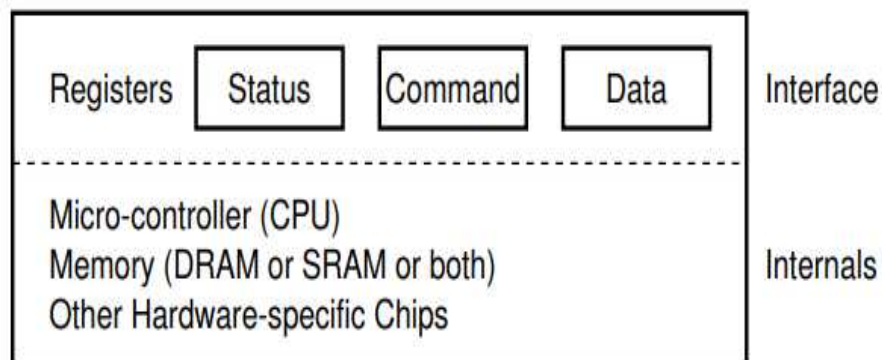 Registers Status Command Data Interface
Micro-controller (CPU)
Memory (DRAM or SRAM or both) Internals
Other Hardware-specific Chips